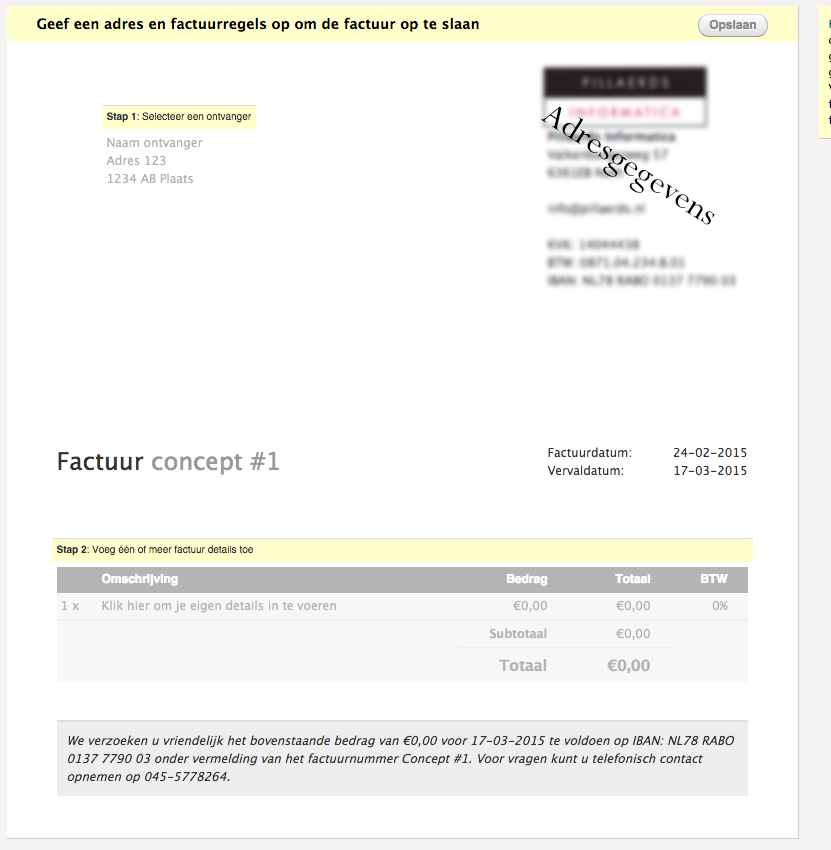 Geef een adres en factuurregels op om de factuur op te slaan
Opslaan
Stap 1: Selecteer een ontvanger
Naam ontvanger
Adres 123
1234 AB Plaats
PILLAERDS
INFORMATICA
Adresgegevens
Informatica
57
info@pillaerds.nl
KVK: 14044438
BTW: 0871.04.234.B.01
IBAN: NL78 RABO 0137 7790 03
Factuur concept #1
Factuurdatum: 24-02-2015
Vervaldatum: 17-03-2015
Stap 2: Voeg één of meer factuur details toe
Omschrijving Bedrag Totaal BTW
1 x Klik hier om je eigen details in te voeren €0,00 €0,00 0%
Subtotaal €0,00
Totaal €0,00
We verzoeken u vriendelijk het bovenstaande bedrag van €0,00 voor 17-03-2015 te voldoen op IBAN: NL78 RABO
0137 7790 03 onder vermelding van het factuurnummer Concept #1. Voor vragen kunt u telefonisch contact
opnemen op 045-5778264.